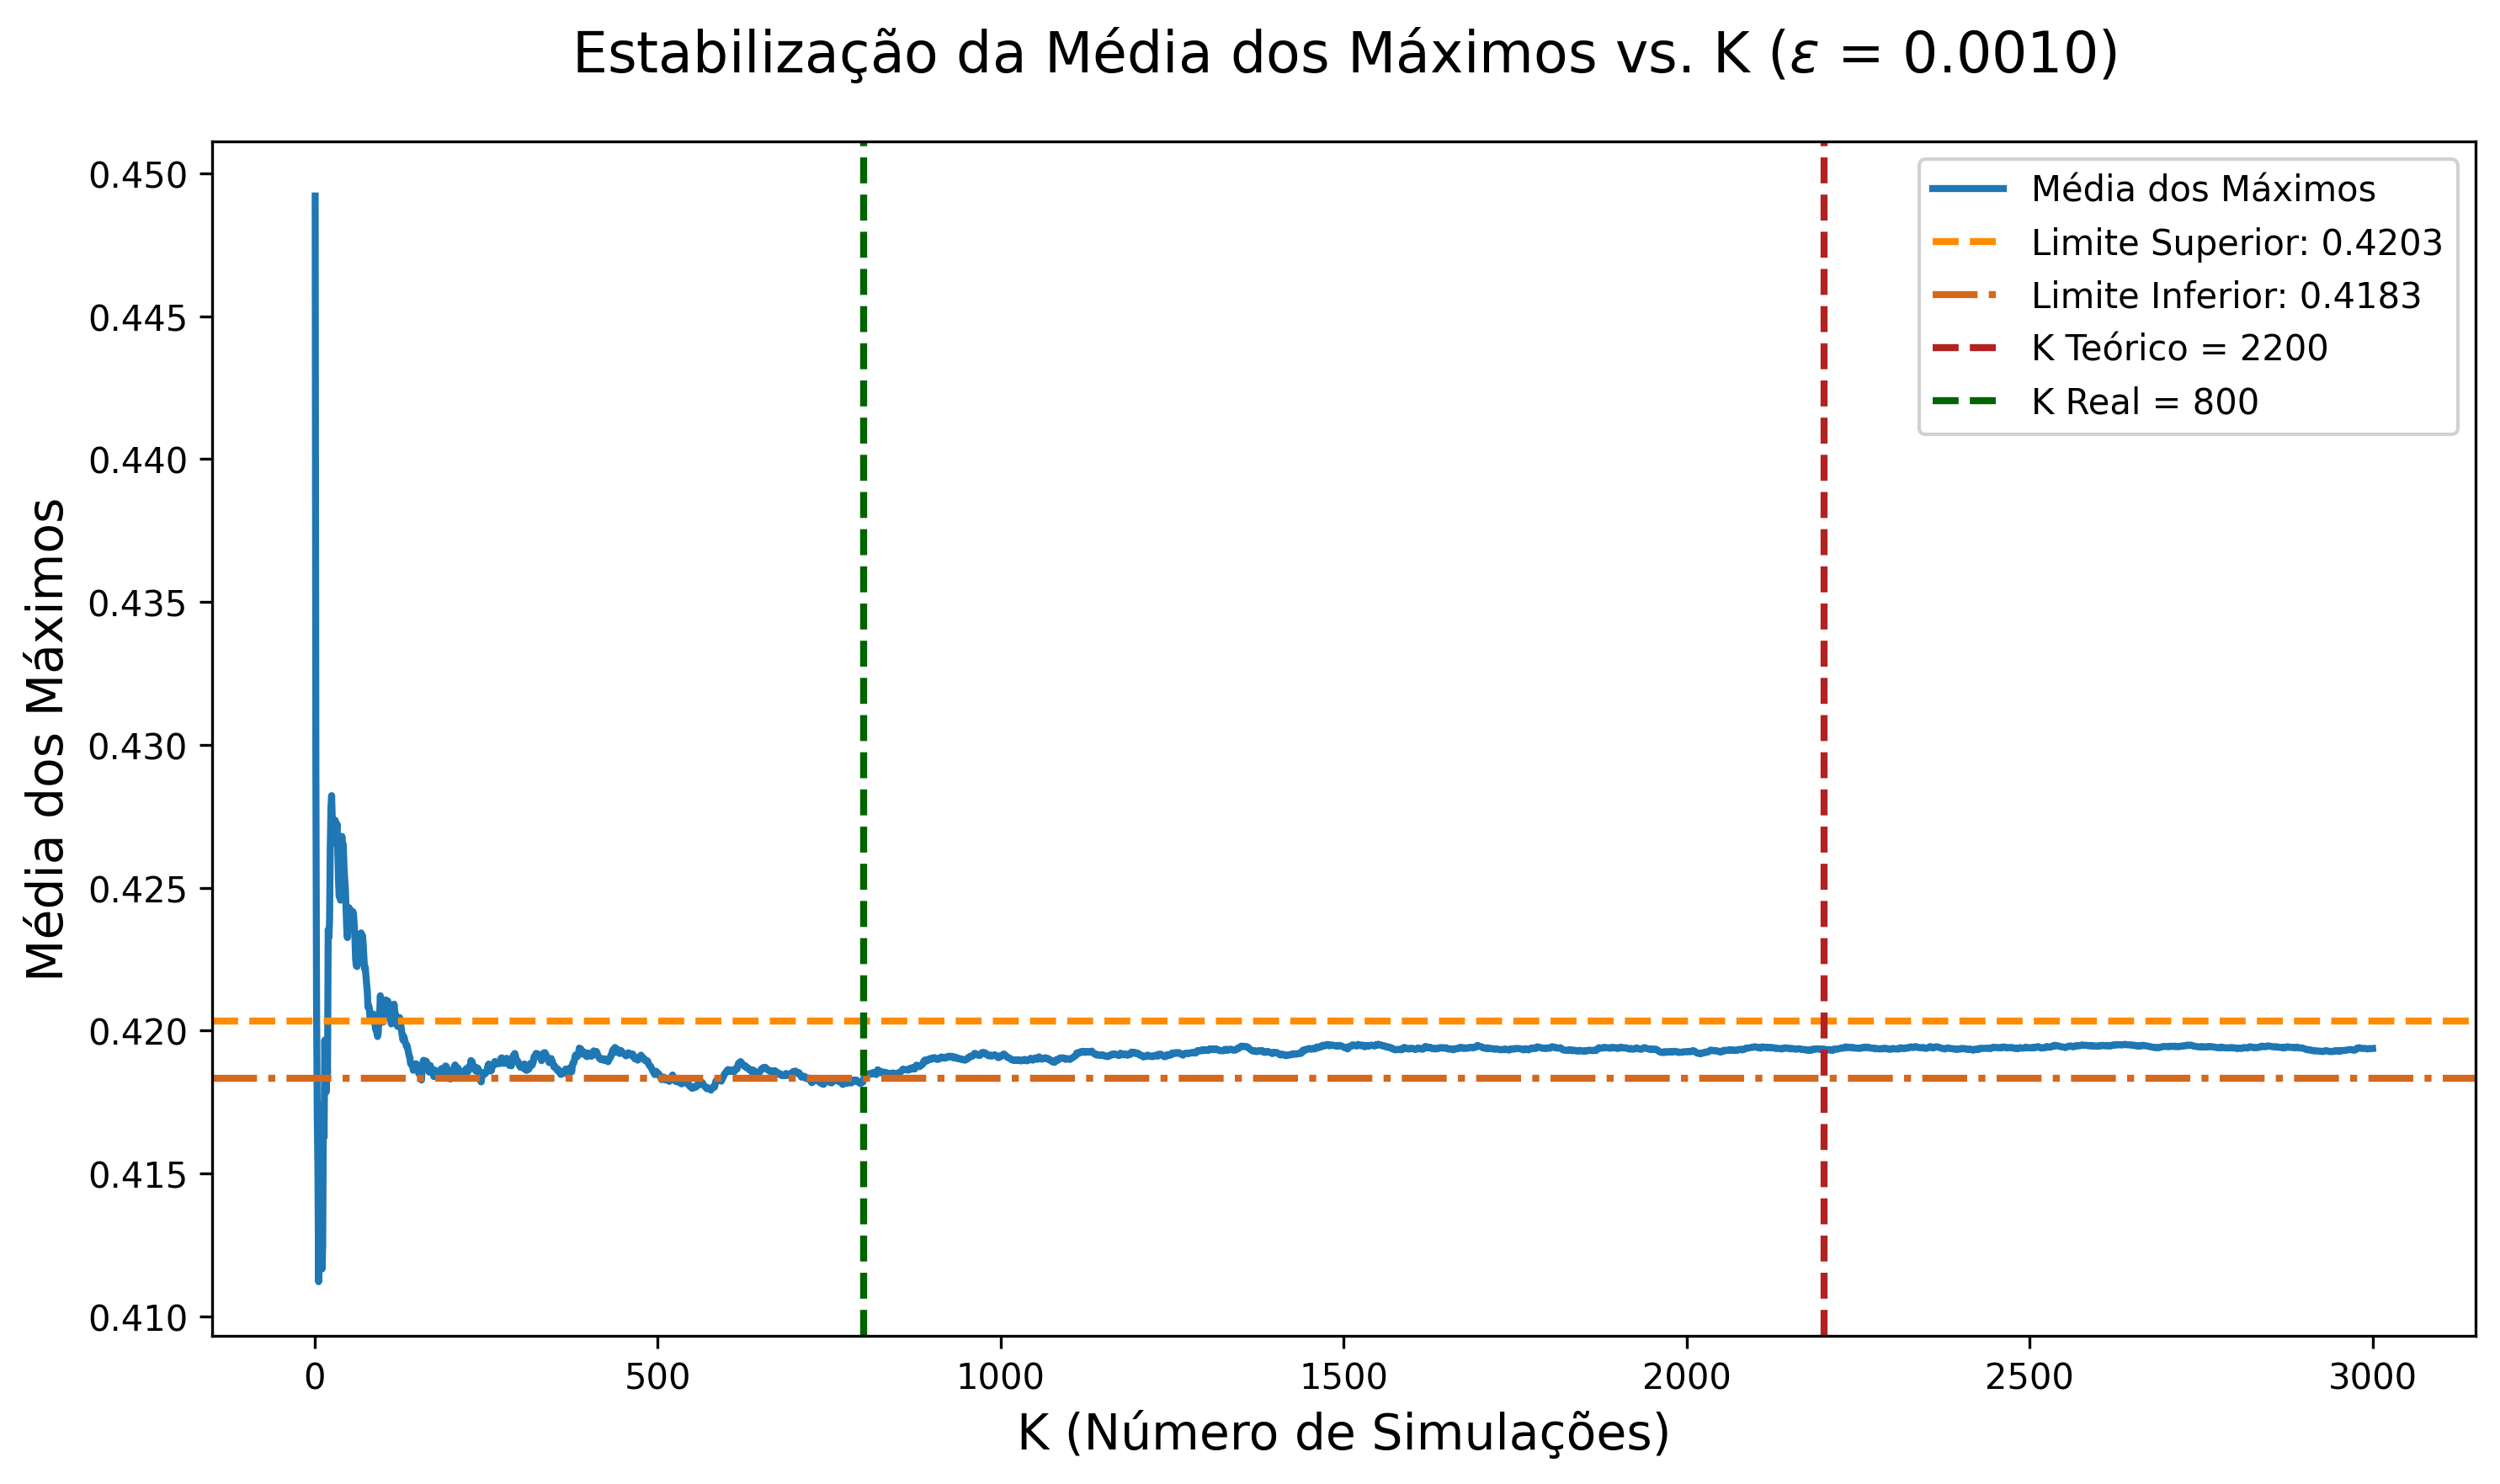 Estabilização da Média dos Máximos vs. K (ε = 0.0010)
Média dos Máximos
0.450
0.445
0.440
0.435
0.430
0.425
0.420
0.415
0.410
Média dos Máximos
Limite Superior: 0.4203
Limite Inferior: 0.4183
K Teórico = 2200
K Real = 800
0
500
1000
1500
2000
2500
3000
K (Número de Simulações)